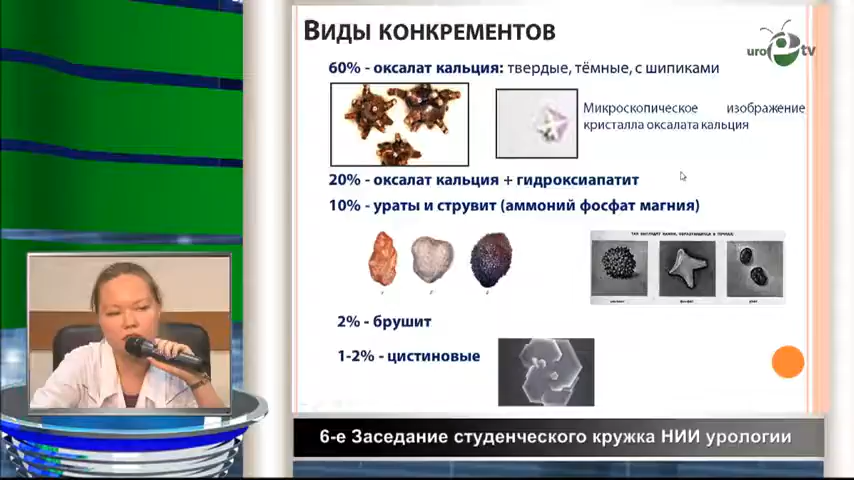 Виды конкрементов
uro tv
60% - оксалат кальция: твердые, тёмные, с шипиками
Микроскопическое изображение
кристалла оксалата кальция
20% - оксалат кальция + гидроксиапатит
10% - ураты и струвит (аммоний фосфат магния)
2% - брушит
1-2% - цистиновые
6-е Заседание студенческого кружка НИИ урологии